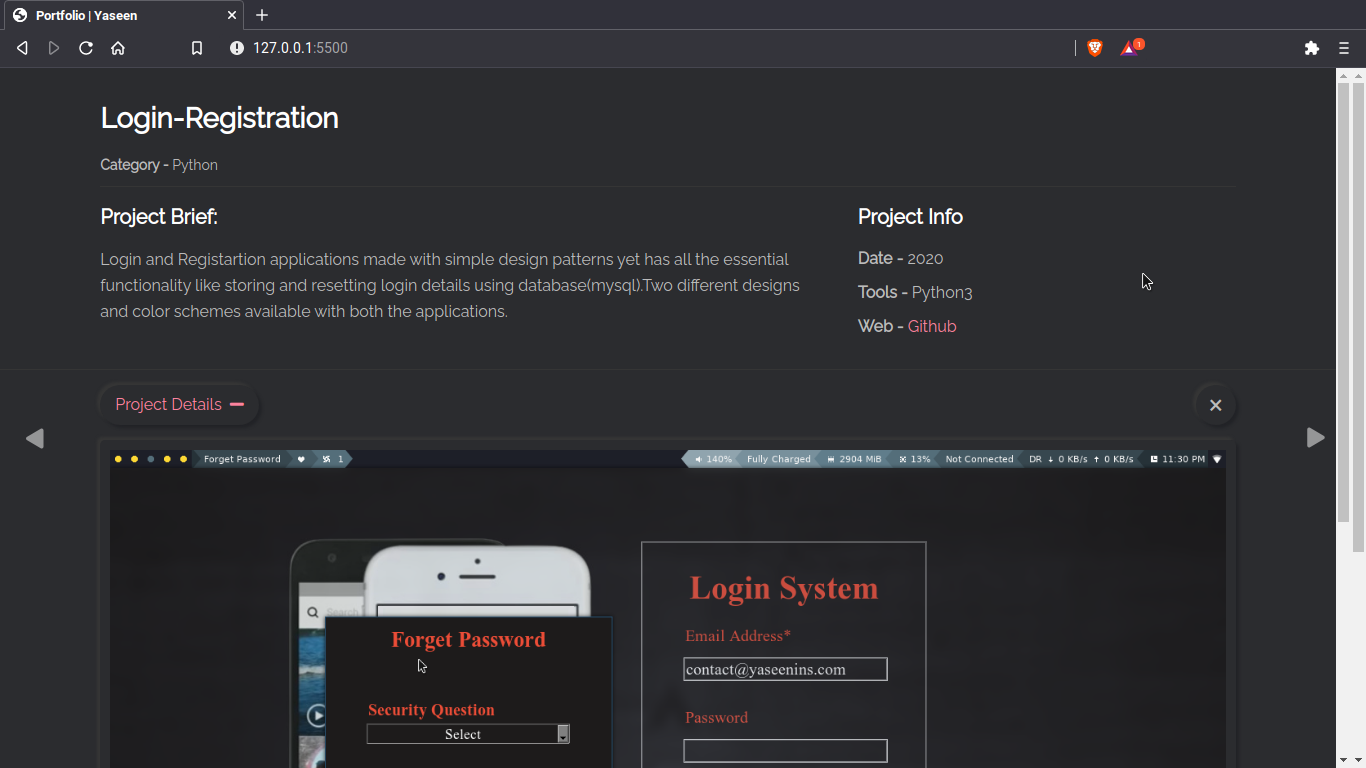 Portfolio | Yaseen
127.0.0.1:5500
1
Login-Registration
Category - Python
Project Brief:
Login and Registartion applications made with simple design patterns yet has all the essential
functionality like storing and resetting login details using database(mysql).Two different designs
and color schemes available with both the applications.
Project Info
Date - 2020
Tools - Python3
Web - Github
Project Details
Forget Password
1
140%
Fully Charged
2904 MiB
13%
Not Connected
DR ↓ 0 KB/s ↑ 0 KB/s
11:30 PM
Search
Forget Password
Security Question
Select
Login System
Email Address*
contact@yaseenins.com
Password